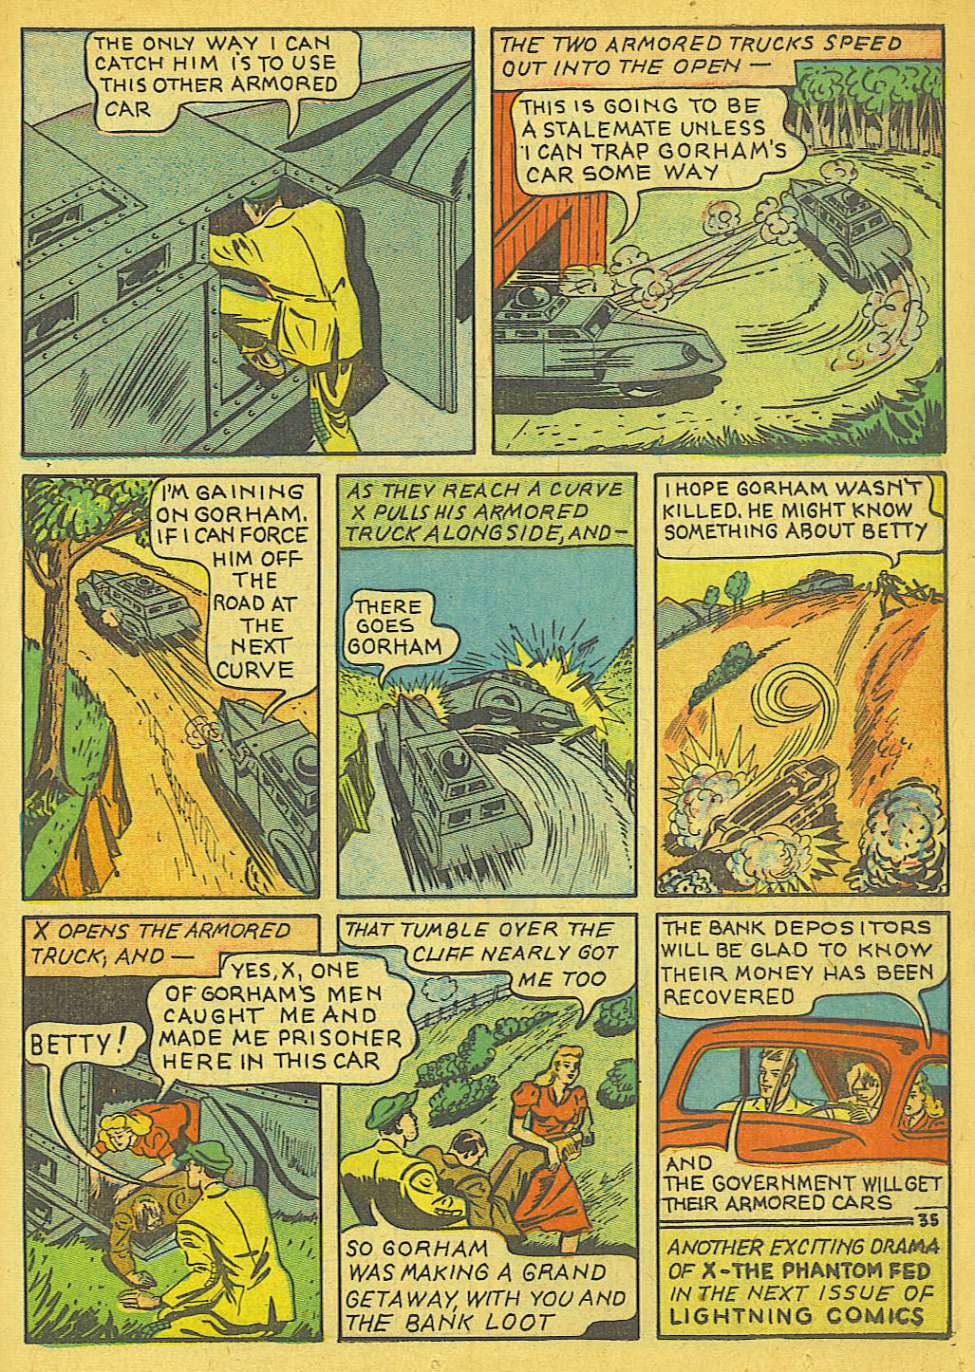 THE ONLY WAY I CAN
CATCH HIM IS TO USE
THIS OTHER ARMORED
CAR
THE TWO ARMORED TRUCKS SPEED
OUT INTO THE OPEN —
THIS IS GOING TO BE
A STALEMATE UNLESS
I CAN TRAP GORHAM'S
CAR SOME WAY
I'M GAINING
ON GORHAM.
IF I CAN FORCE
HIM OFF
THE
ROAD AT
THE
NEXT
CURVE
AS THEY REACH A CURVE
X PULLS HIS ARMORED
TRUCK ALONGSIDE, AND—
THERE
GOES
GORHAM
I HOPE GORHAM WASN'T
KILLED. HE MIGHT KNOW
SOMETHING ABOUT BETTY
X OPENS THE ARMORED
TRUCK, AND —
BETTY!
YES, X, ONE
OF GORHAM'S MEN
CAUGHT ME AND
MADE ME PRISONER
HERE IN THIS CAR
THAT TUMBLE OVER THE
CLIFF NEARLY GOT
ME TOO
SO GORHAM
WAS MAKING A GRAND
GETAWAY, WITH YOU AND
THE BANK LOOT
THE BANK DEPOSITORS
WILL BE GLAD TO KNOW
THEIR MONEY HAS BEEN
RECOVERED
AND
THE GOVERNMENT WILL GET
THEIR ARMORED CARS
35
ANOTHER EXCITING DRAMA
OF X-THE PHANTOM FED
IN THE NEXT ISSUE OF
LIGHTNING COMICS